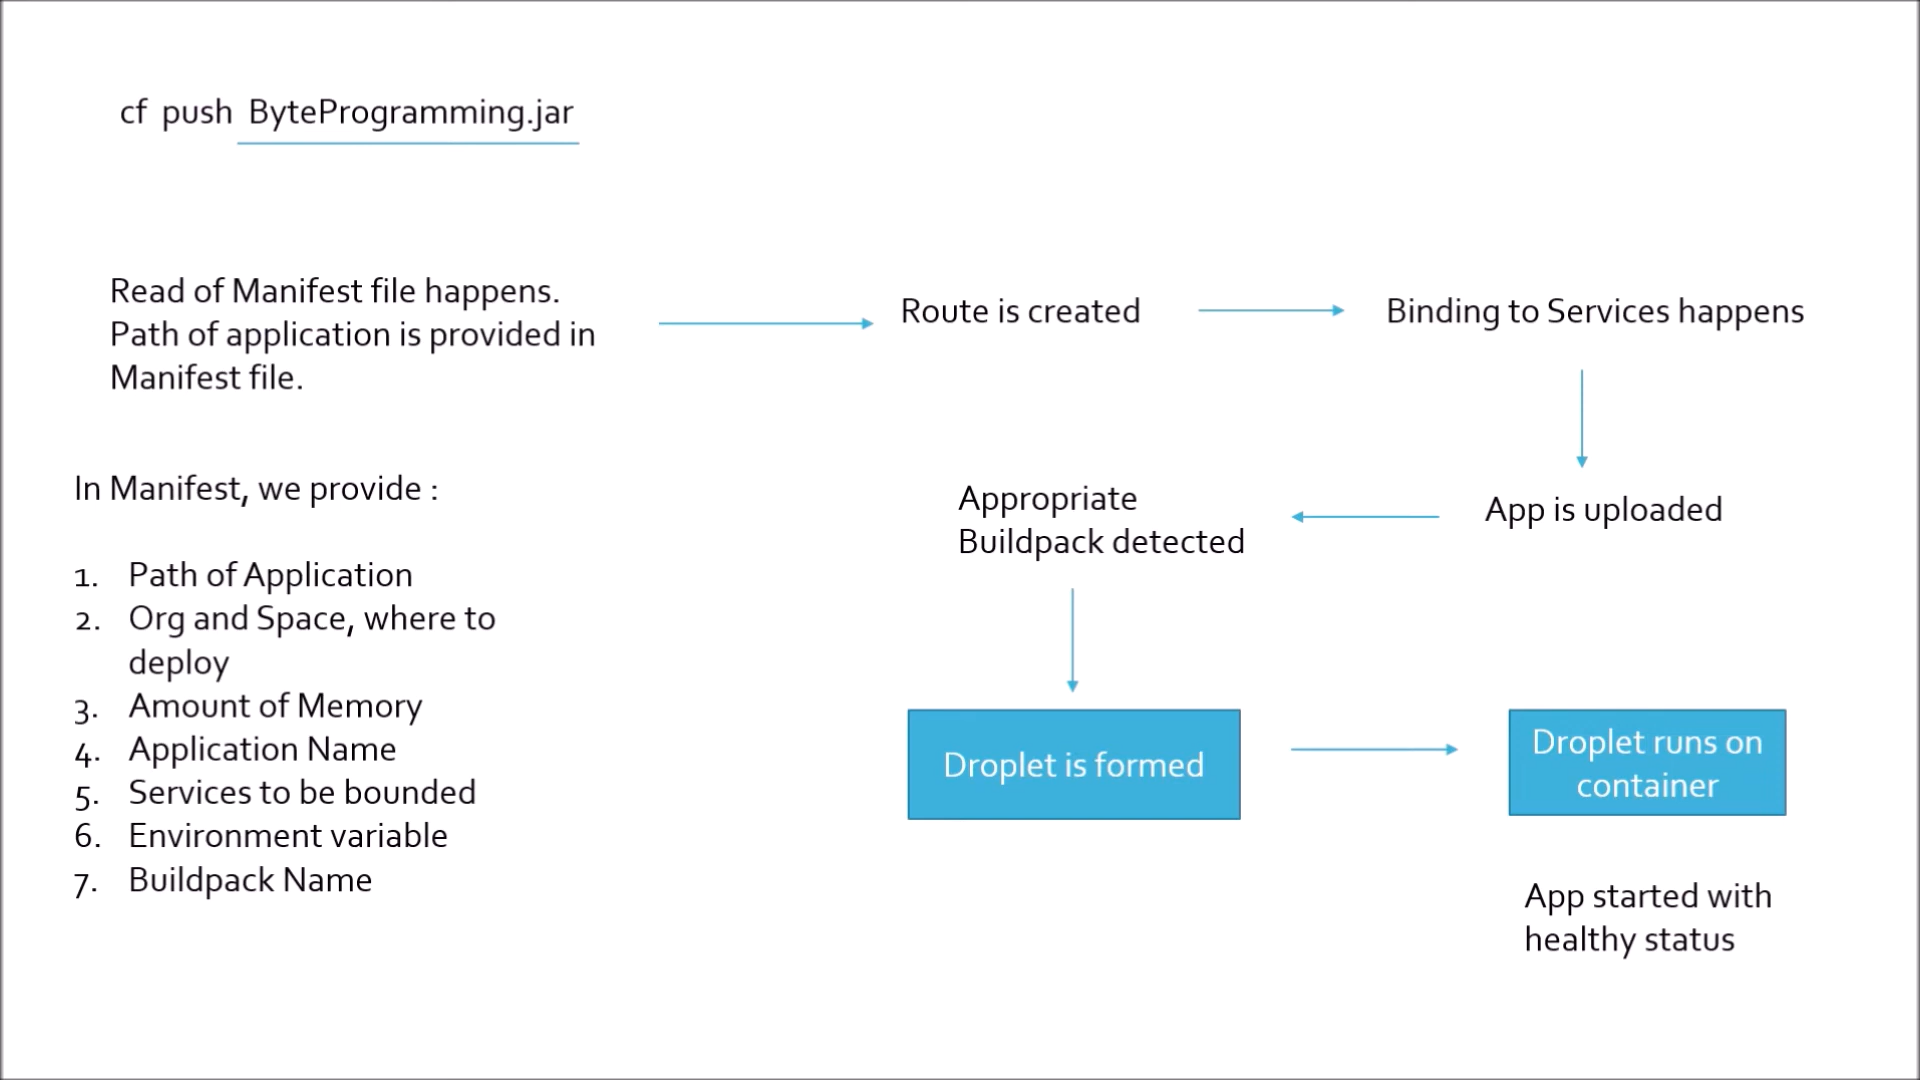 cf push ByteProgramming.jar
Read of Manifest file happens.
Path of application is provided in
Manifest file.
Route is created
Binding to Services happens
App is uploaded
Appropriate
Buildpack detected
Droplet is formed
Droplet runs on
container
App started with
healthy status
In Manifest, we provide :
1. Path of Application
2. Org and Space, where to
deploy
3. Amount of Memory
4. Application Name
5. Services to be bounded
6. Environment variable
7. Buildpack Name